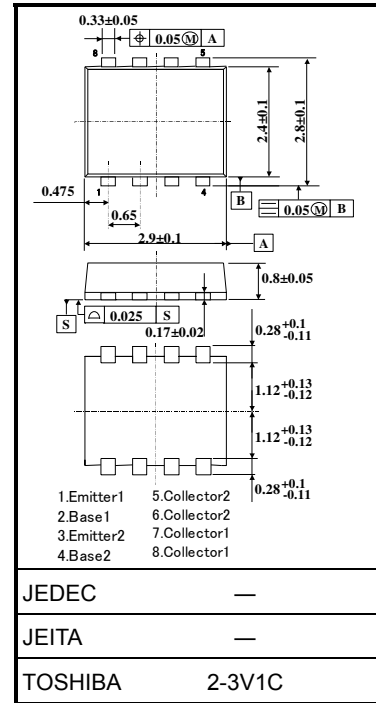 0.33±0.05
⌖ 0.05 Ⓜ A
8 5
2.4±0.1
2.8±0.1
0.475
1 4
B
0.65
⌯ 0.05 Ⓜ B
2.9±0.1
A
0.8±0.05
S
⌓ 0.025 S
0.17±0.02
0.28 +0.1 -0.11
1.12 +0.13 -0.12
1.12 +0.13 -0.12
0.28 +0.1 -0.11
1.Emitter1 5.Collector2
2.Base1 6.Collector2
3.Emitter2 7.Collector1
4.Base2 8.Collector1
JEDEC —
JEITA —
TOSHIBA 2-3V1C